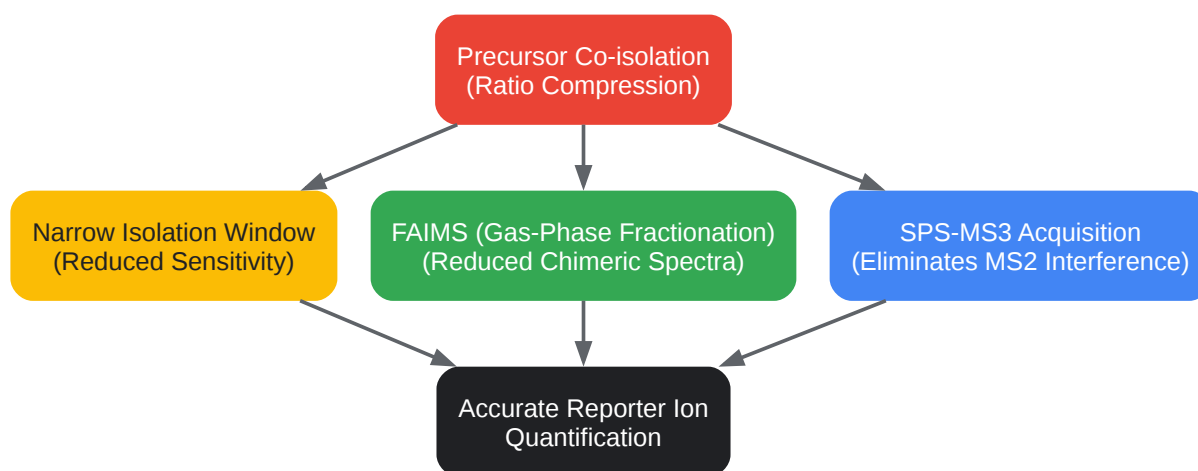 Precursor Co-isolation
(Ratio Compression)
Narrow Isolation Window
(Reduced Sensitivity)
FAIMS (Gas-Phase Fractionation)
(Reduced Chimeric Spectra)
SPS-MS3 Acquisition
(Eliminates MS2 Interference)
Accurate Reporter Ion
Quantification